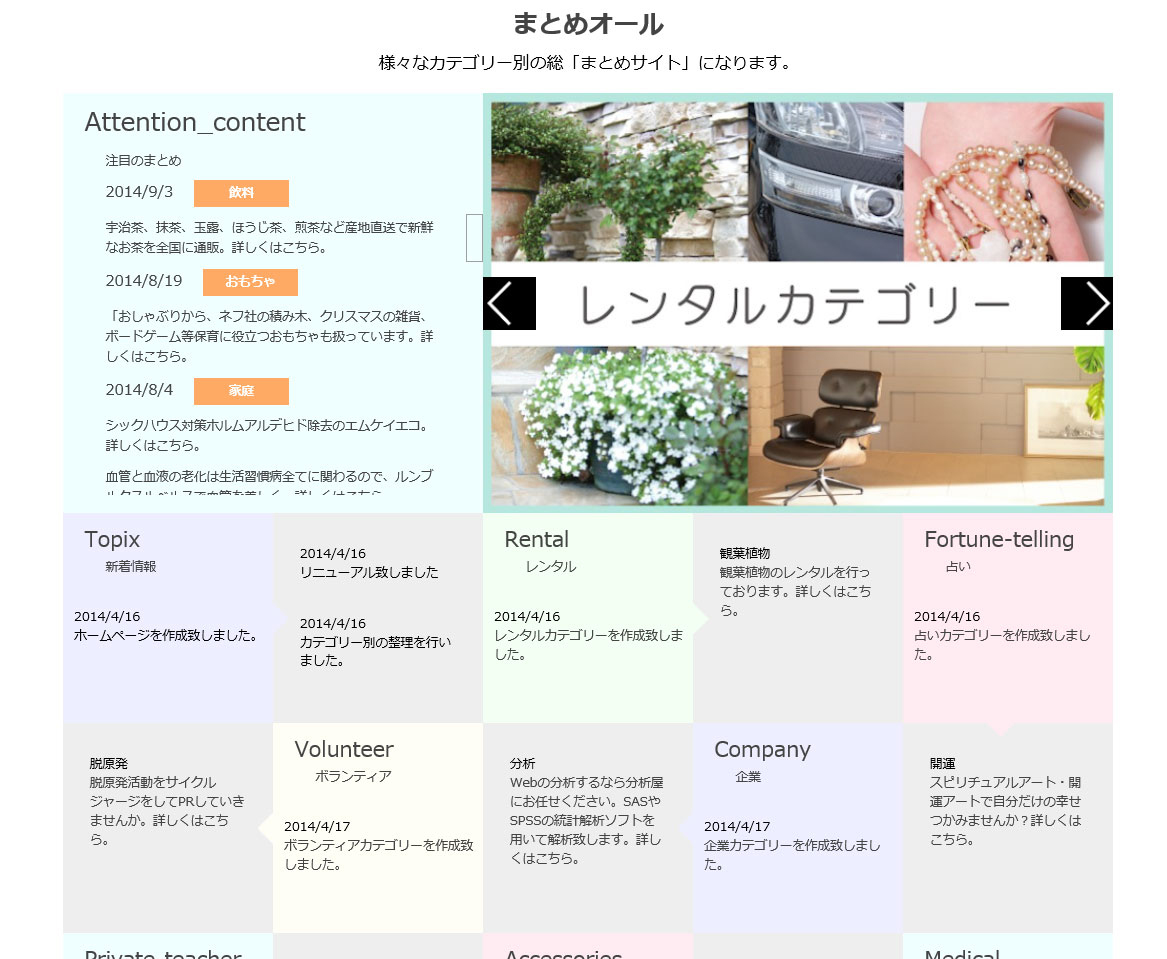 まとめオール
様々なカテゴリー別の総「まとめサイト」になります。
Attention_content
注目のまとめ
2014/9/3 飲料
宇治茶、抹茶、玉露、ほうじ茶、煎茶など産地直送で新鮮
なお茶を全国に通販。詳しくはこちら。
2014/8/19 おもちゃ
「おしゃぶりから、ネフ社の積み木、クリスマスの雑貨、
ボードゲーム等保育に役立つおもちゃも扱っています。詳
しくはこちら。
2014/8/4 家庭
シックハウス対策ホルムアルデヒド除去のエムケイエコ。
詳しくはこちら。
血管と血液の老化は生活習慣病全てに関わるので、ルンブ
レンタルカテゴリー
Topix
新着情報
2014/4/16
ホームページを作成致しました。
2014/4/16
リニューアル致しました
2014/4/16
カテゴリー別の整理を行い
ました。
Rental
レンタル
2014/4/16
レンタルカテゴリーを作成致しま
した。
観葉植物
観葉植物のレンタルを行っ
ております。詳しくはこち
ら。
Fortune-telling
占い
2014/4/16
占いカテゴリーを作成致しまし
た。
脱原発
脱原発活動をサイクル
ジャージをしてPRしていき
ませんか。詳しくはこち
ら。
Volunteer
ボランティア
2014/4/17
ボランティアカテゴリーを作成致
しました。
分析
Webの分析するなら分析屋
にお任せください。SASや
SPSSの統計解析ソフトを
用いて解析致します。詳し
くはこちら。
Company
企業
2014/4/17
企業カテゴリーを作成致しまし
た。
開運
スピリチュアルアート・開
運アートで自分だけの幸せ
つかみませんか？詳しくは
こちら。
Private-teacher
Accessories
Medical